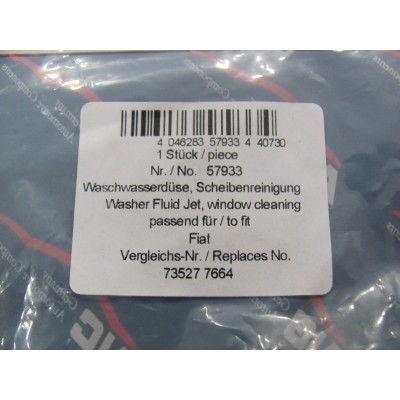 4 046283 57933 4 40730
1 Stück / piece
Nr. / No. 57933
Waschwasserdüse, Scheibenreinigung
Washer Fluid Jet, window cleaning
passend für / to fit
Fiat
Vergleichs-Nr. / Replaces No.
73527 7664